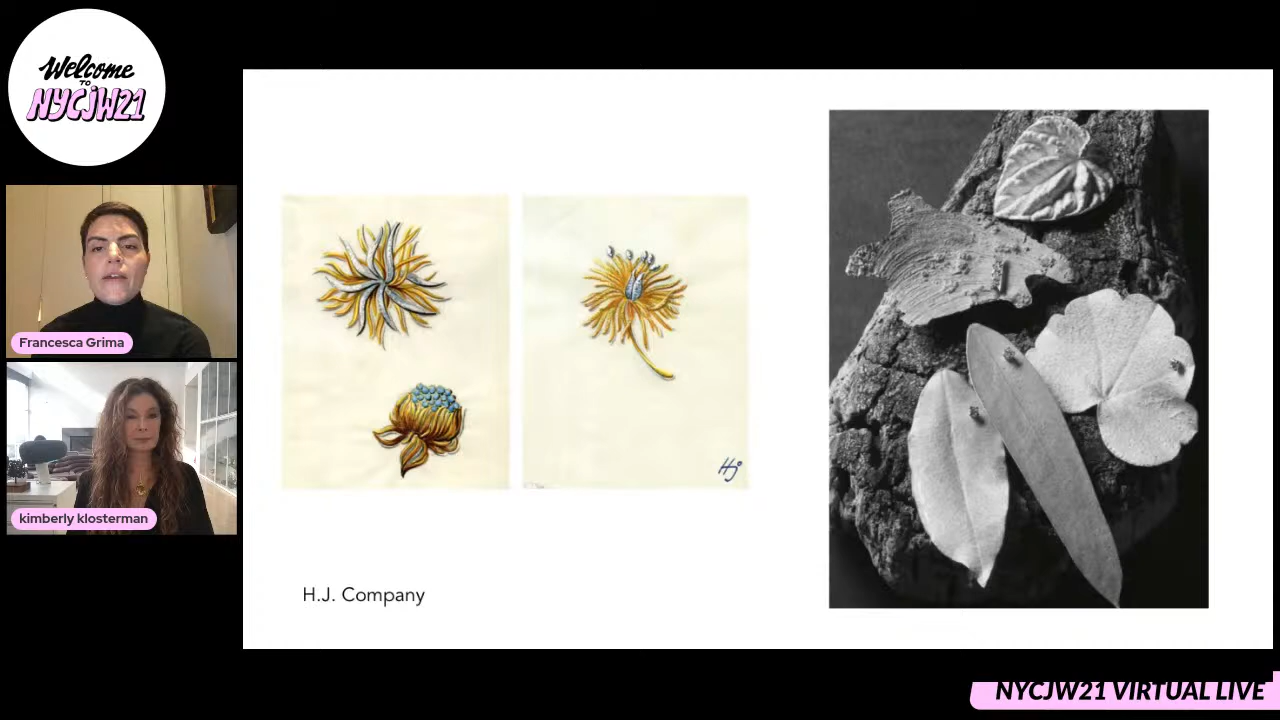 Welcome
TO
NYCJW21
Francesca Grima
kimberly klosterman
Hj
H.J. Company
NYCJW21 VIRTUAL LIVE